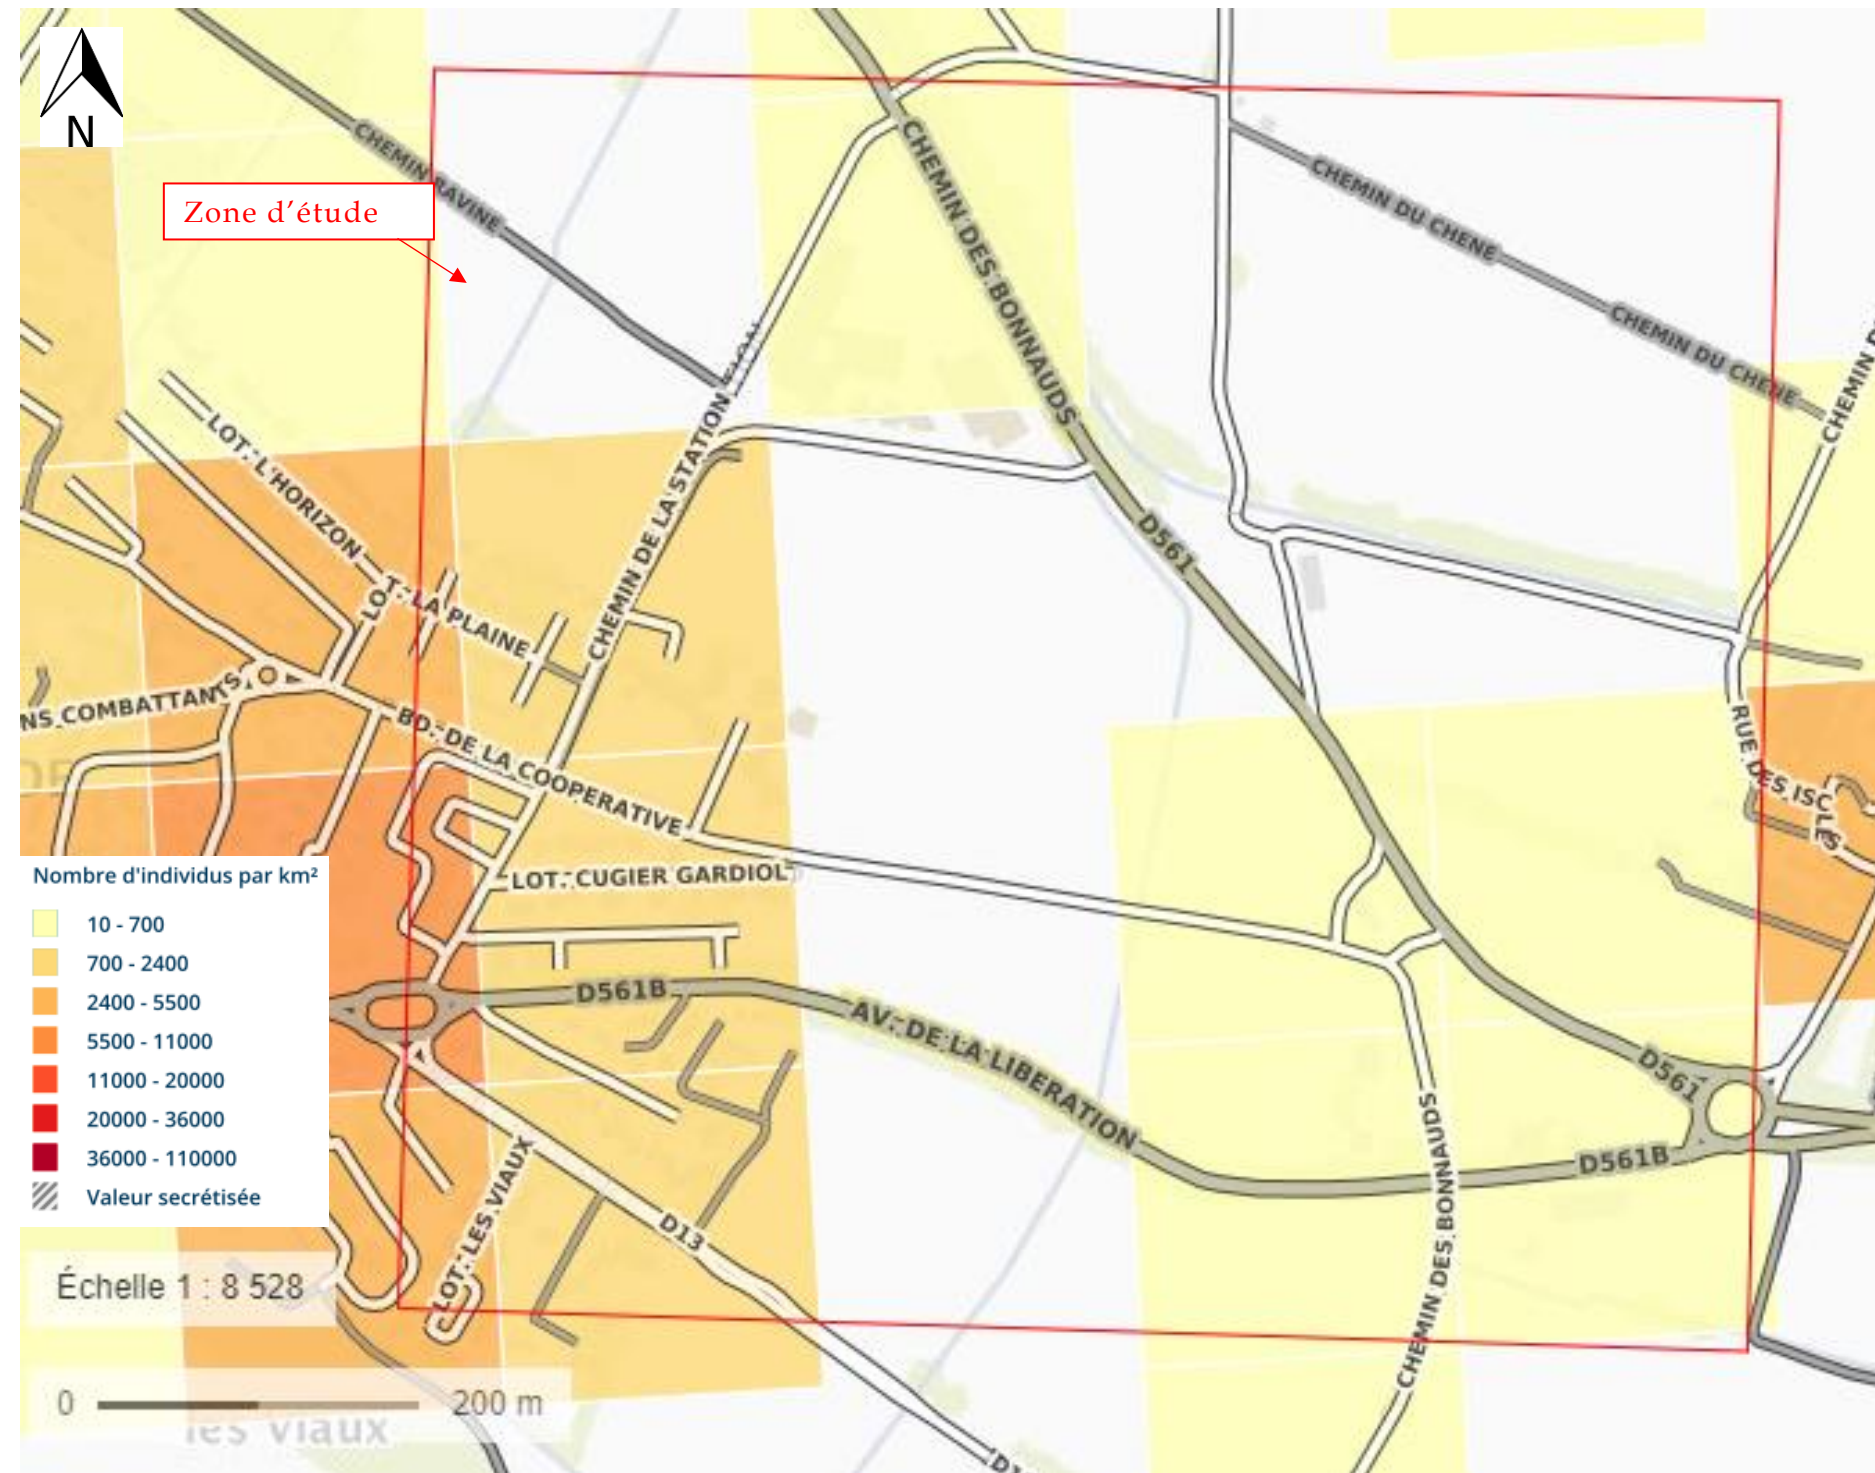 N
Zone d'étude
CHEMIN RAVINE
CHEMIN DES BONNAUDS
CHEMIN DU CHENE
CHEMIN DU CHENE
LOT. L'HORIZON
CHEMIN DE LA STATION
LOT. LA PLAINE
D561
NS COMBATTANTS
BD. DE LA COOPERATIVE
RUE DES ISCLES
LOT. CUGIER GARDIOL
D561B
AV. DE LA LIBERATION
D561
D561B
CHEMIN DES BONNAUDS
LOT. LES VIAUX
D13
Nombre d'individus par km²
10 - 700
700 - 2400
2400 - 5500
5500 - 11000
11000 - 20000
20000 - 36000
36000 - 110000
Valeur secrétisée
Échelle 1 : 8 528
0 200 m
les Viaux